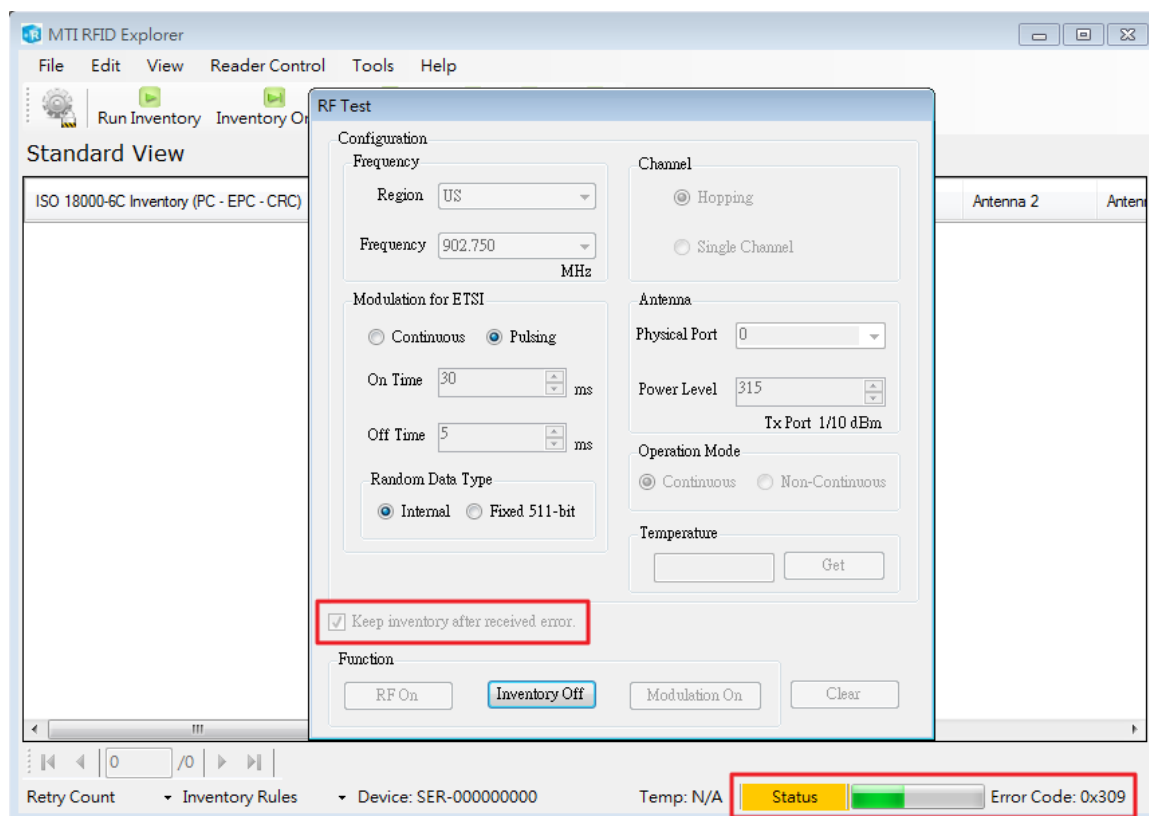 MTI RFID Explorer
File Edit View Reader Control Tools Help
Run Inventory Inventory On
Standard View
ISO 18000-6C Inventory (PC - EPC - CRC) Antenna 2 Anten
RF Test
Configuration
Frequency
Region US
Frequency 902.750
MHz
Channel
Hopping
Single Channel
Modulation for ETSI
Continuous Pulsing
On Time 30 ms
Off Time 5 ms
Random Data Type
Internal Fixed 511-bit
Antenna
Physical Port 0
Power Level 315
Tx Port 1/10 dBm
Operation Mode
Continuous Non-Continuous
Temperature
Get
Keep inventory after received error.
Function
RF On Inventory Off Modulation On Clear
0 /0
Retry Count Inventory Rules Device: SER-000000000 Temp: N/A Status Error Code: 0x309